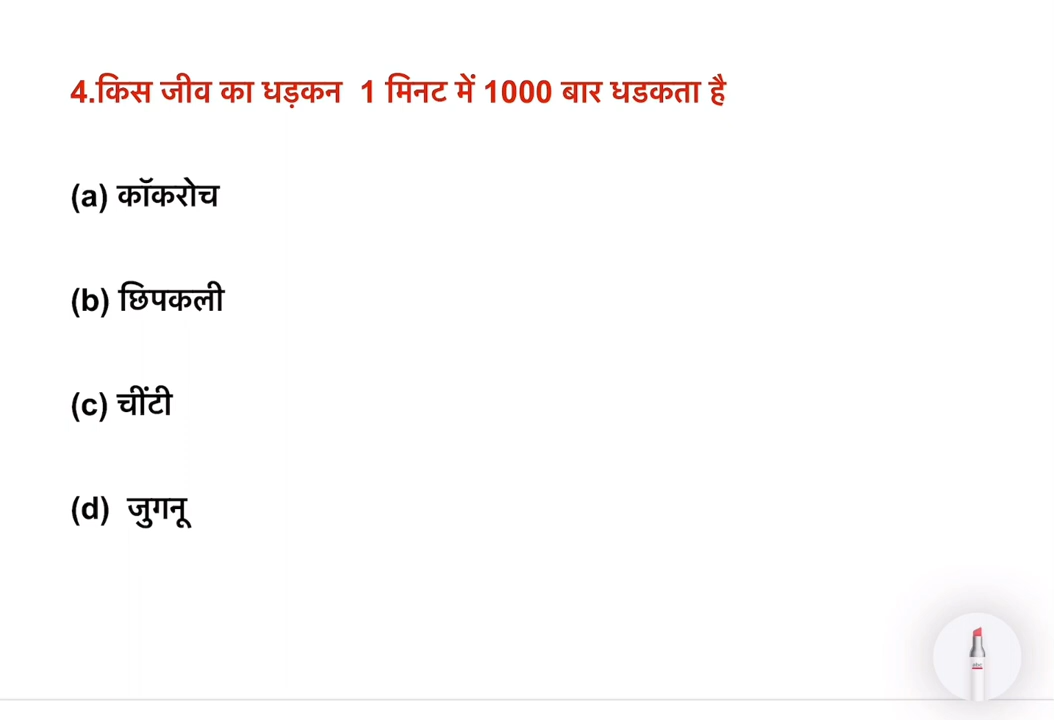 4.किस जीव का धड़कन 1 मिनट में 1000 बार धडकता है
(a) कॉकरोच
(b) छिपकली
(c) चींटी
(d) जुगनू